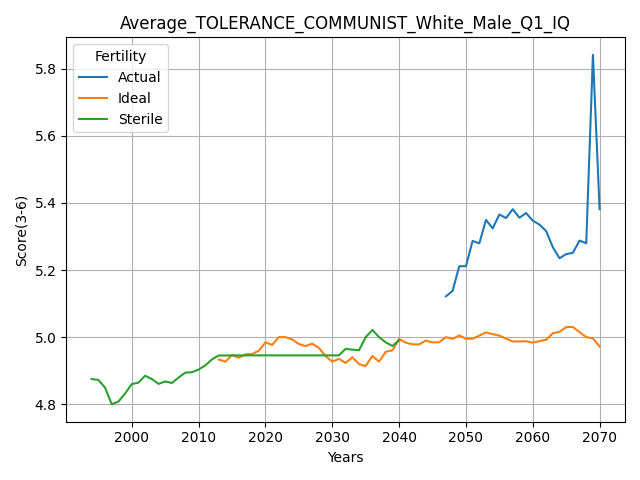 Average_TOLERANCE_COMMUNIST_White_Male_Q1_IQ
Fertility
Actual
Ideal
Sterile
Score(3-6)
5.8
5.6
5.4
5.2
5.0
4.8
2000 2010 2020 2030 2040 2050 2060 2070
Years